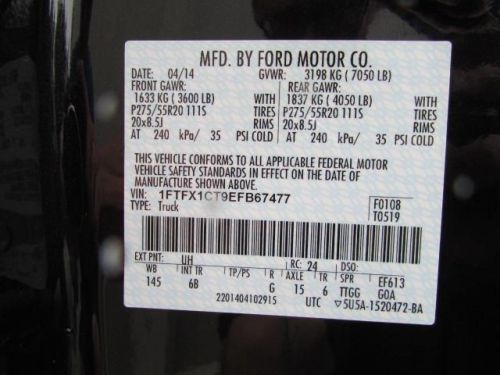 MFD. BY FORD MOTOR CO.
DATE: 04/14 GVWR: 3198 KG ( 7050 LB)
FRONT GAWR: REAR GAWR:
1633 KG ( 3600 LB) WITH 1837 KG ( 4050 LB) WITH
P275/55R20 111S TIRES P275/55R20 111S TIRES
20x8.5J RIMS 20x8.5J RIMS
AT 240 kPa/ 35 PSI COLD AT 240 kPa/ 35 PSI COLD
THIS VEHICLE CONFORMS TO ALL APPLICABLE FEDERAL MOTOR
VEHICLE SAFETY STANDARDS IN EFFECT ON THE DATE OF
MANUFACTURE SHOWN ABOVE.
VIN: 1FTFX1CT9EFB67477 F0108
TYPE: Truck T0519
EXT PNT: UH RC: 24 DSO:
WB INT TR TP/PS R AXLE TR SPR EF613
145 6B G 15 6 TTGG GOA
2201404102915 UTC ▽5U5A-1520472-BA